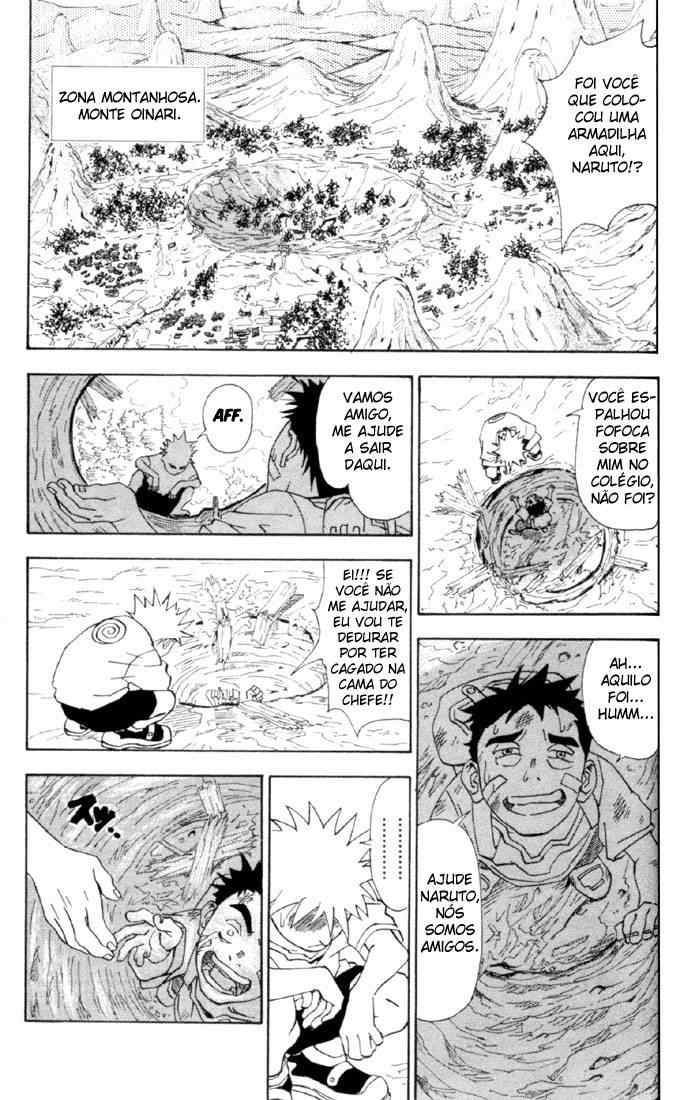 FOI VOCÊ
QUE COLO-
COU UMA
ARMADILHA
AQUI,
NARUTO!?
ZONA MONTANHOSA.
MONTE OINARI.
VOCÊ ES-
PALHOU
FOFOCA
SOBRE
MIM NO
COLÉGIO,
NÃO FOI?
VAMOS
AMIGO,
ME AJUDE
A SAIR
DAQUI.
AFF.
AH...
AQUILO
FOI...
HUMM...
AJUDE
NARUTO,
NÓS
SOMOS
AMIGOS.
EI!!! SE
VOCÊ NÃO
ME AJUDAR,
EU VOU TE
DEDURAR
POR TER
CAGADO NA
CAMA DO
CHEFE!!
.........
スッ..